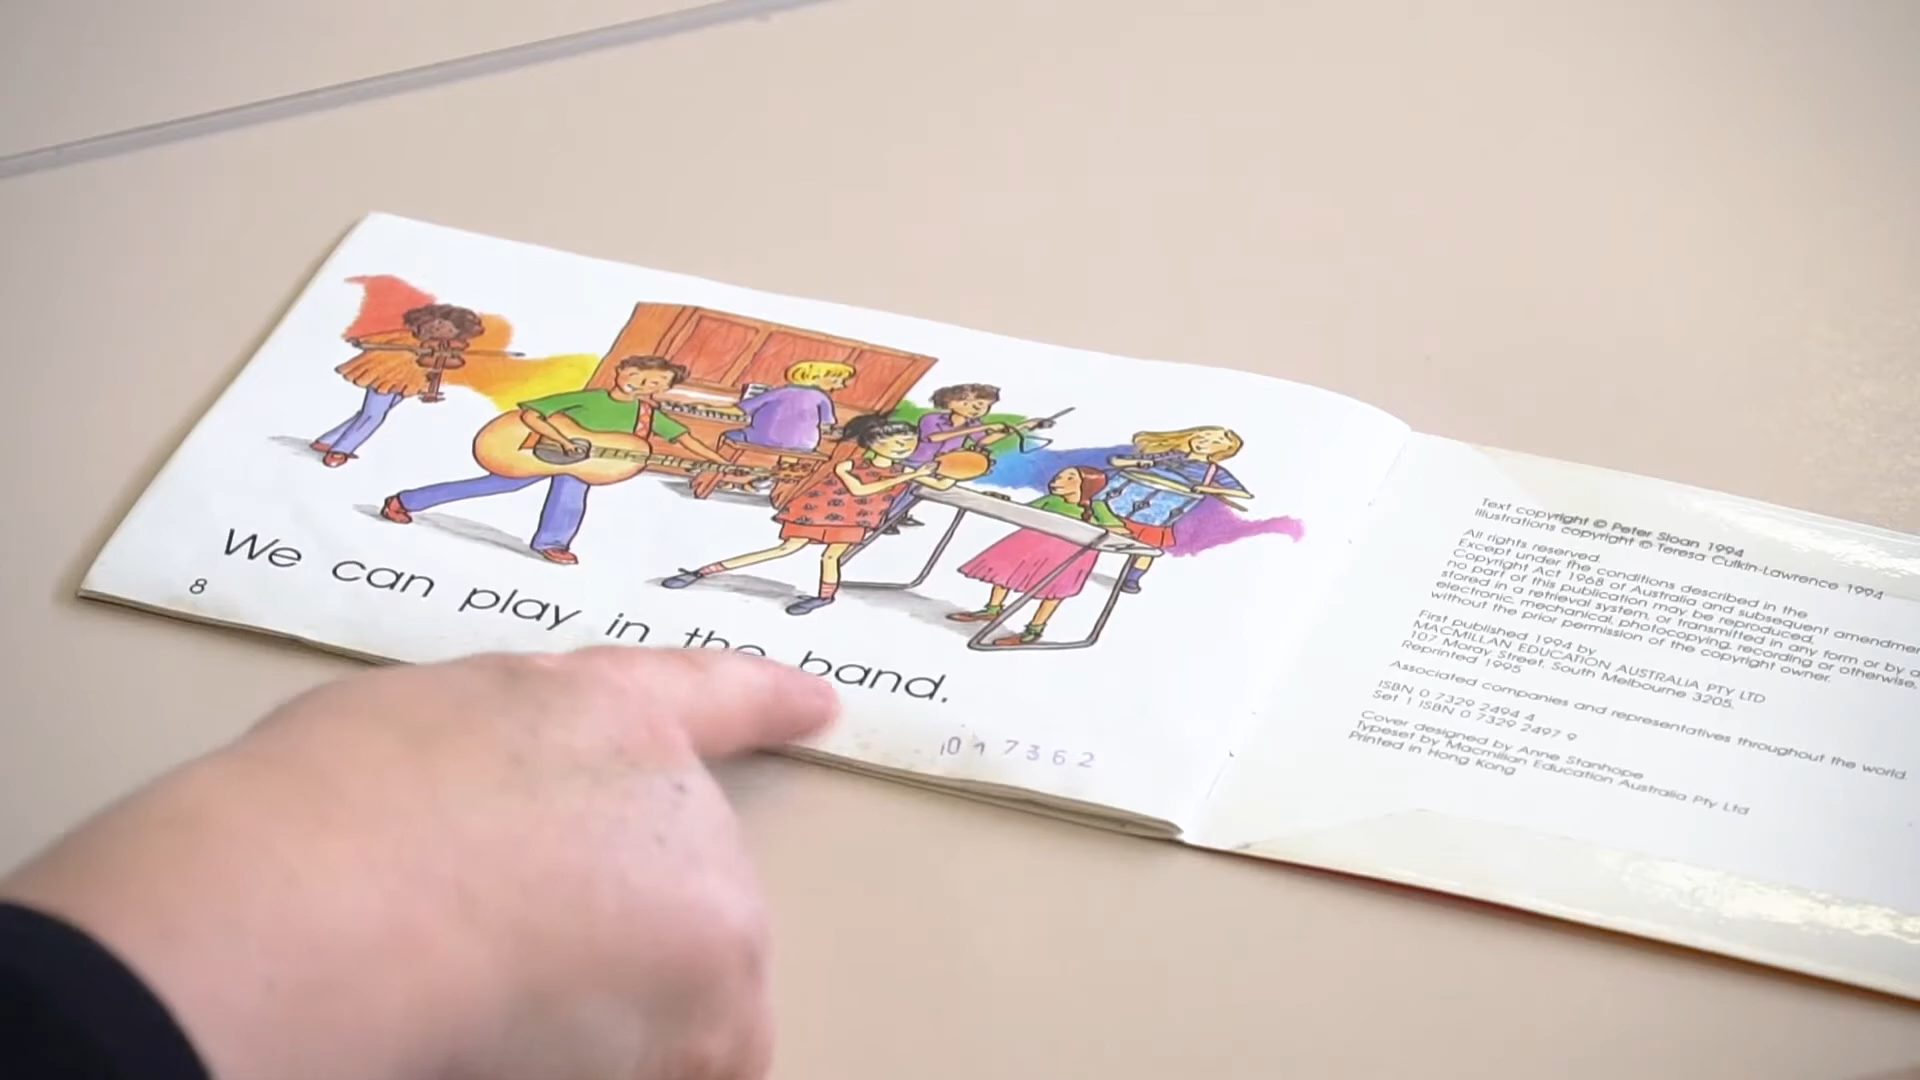 We can play in the band.
8
017362
Text copyright © Peter Sloan 1994
Illustrations copyright © Teresa Culkin-Lawrence 1994
All rights reserved.
Except under the conditions described in the
Copyright Act 1968 of Australia and subsequent
no part of this publication may be reproduced,
stored in a retrieval system, or transmitted in any form or by
electronic, mechanical, photocopying, recording or otherwise,
without the prior permission of the copyright owner.
First published 1994 by
MACMILLAN EDUCATION AUSTRALIA PTY LTD
107 Moray Street, South Melbourne 3205.
Reprinted 1995
Associated companies and representatives throughout the world.
ISBN 0 7329 2494 4
Set 1 ISBN 0 7329 2497 9
Cover designed by Anne Stanhope
Typeset by Macmillan Education Australia Pty Ltd
Printed in Hong Kong